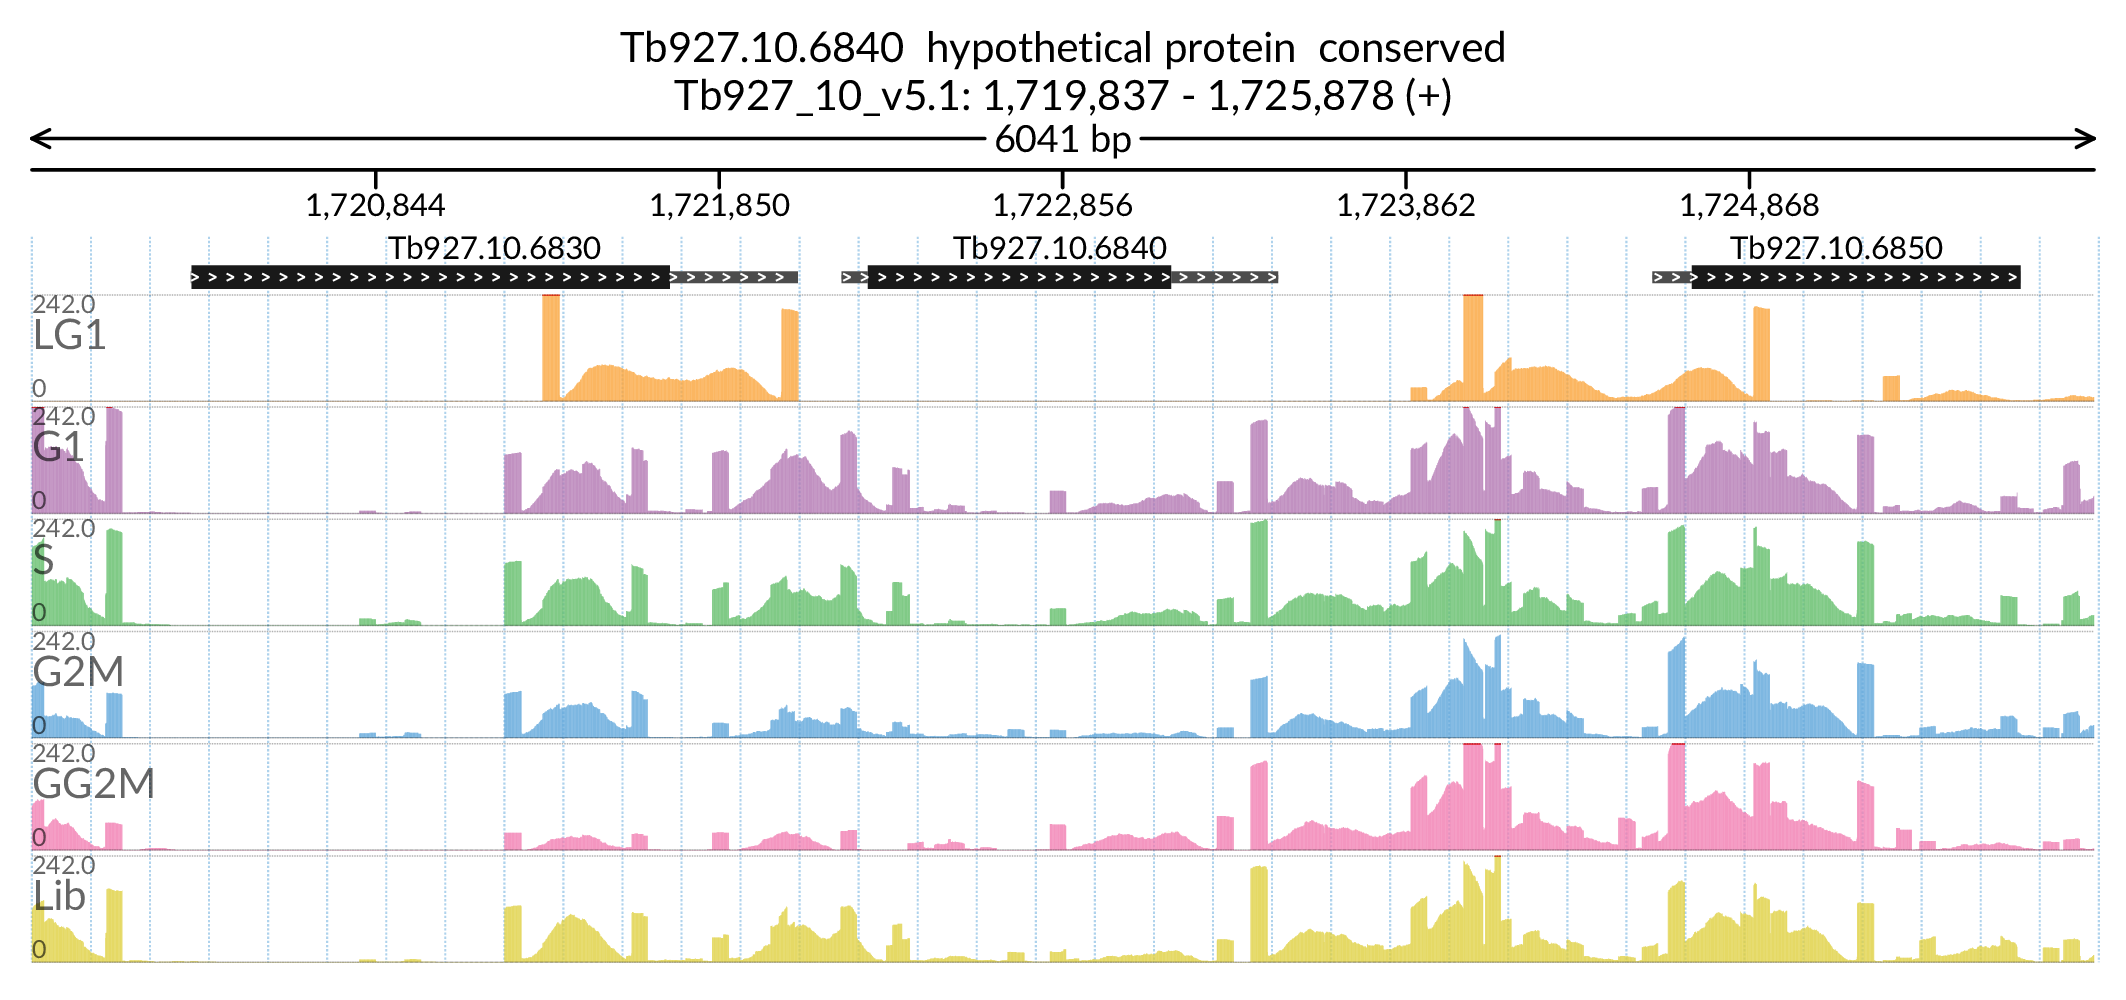 Tb927.10.6840 hypothetical protein conserved
Tb927_10_v5.1: 1,719,837 - 1,725,878 (+)
6041 bp
1,720,844 1,721,850 1,722,856 1,723,862 1,724,868
Tb927.10.6830 Tb927.10.6840 Tb927.10.6850
242.0
LG1
0
242.0
G1
0
242.0
S
0
242.0
G2M
0
242.0
GG2M
0
242.0
Lib
0